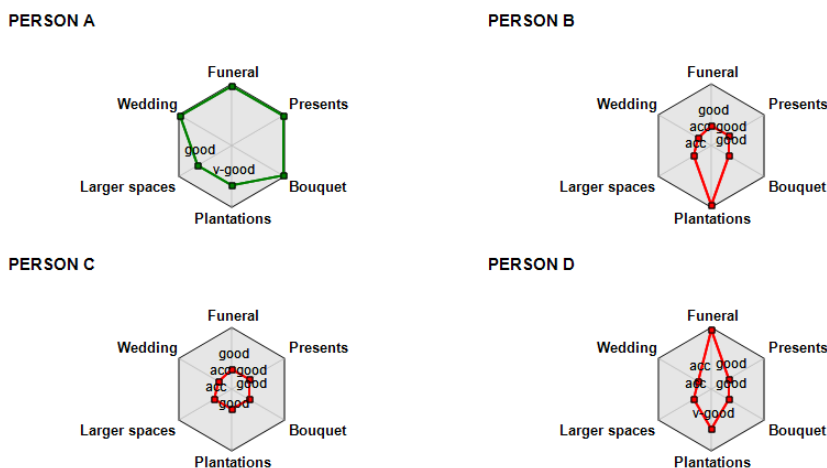 PERSON A
Funeral
Wedding
Presents
good
v-good
Larger spaces
Bouquet
Plantations
PERSON B
Funeral
Wedding
Presents
good
acc good
acc good
Larger spaces
Bouquet
Plantations
PERSON C
Funeral
Wedding
Presents
good
acc good
acc good
good
Larger spaces
Bouquet
Plantations
PERSON D
Funeral
Wedding
Presents
acc good
acc good
v-good
Larger spaces
Bouquet
Plantations